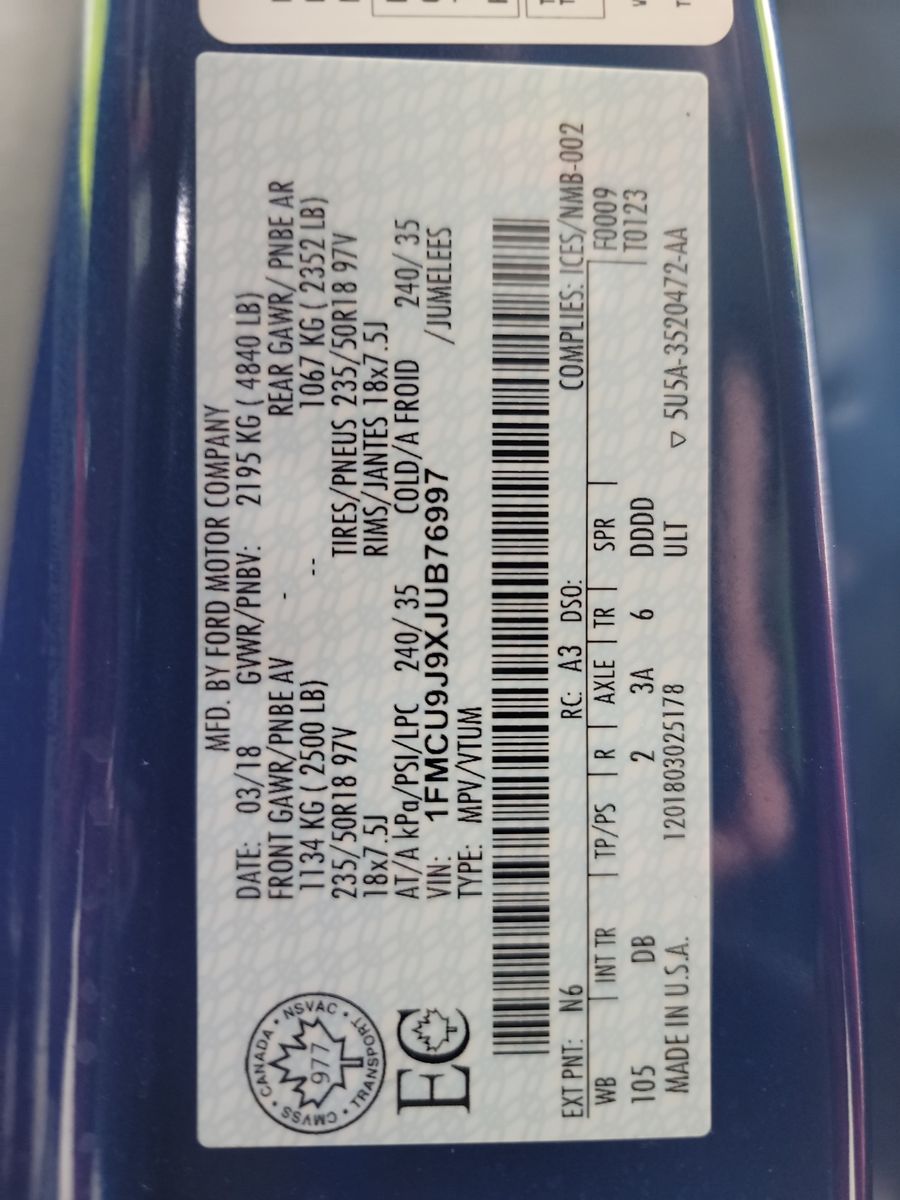 MFD. BY FORD MOTOR COMPANY
DATE: 03/18 GVWR/PNBV: 2195 KG ( 4840 LB)
FRONT GAWR/PNBE AV - REAR GAWR/ PNBE AR
1134 KG ( 2500 LB) -- 1067 KG ( 2352 LB)
235/50R18 97V TIRES/PNEUS 235/50R18 97V
18x7.5J RIMS/JANTES 18x7.5J
AT/A kPa/PSI/LPC 240/ 35 COLD/A FROID 240/ 35
VIN: 1FMCU9J9XJUB76997 /JUMELEES
TYPE: MPV/VTUM
CANADA • NSVAC • TRANSPORT • CMVSS •
977
EC
EXT PNT: N6 RC: A3 DSO: COMPLIES: ICES/NMB-002
WB | INT TR | TP/PS | R | AXLE | TR | SPR F0009
105 DB 2 3A 6 DDDD T0123
MADE IN U.S.A. 1201803025178 ULT ▽ 5U5A-3520472-AA